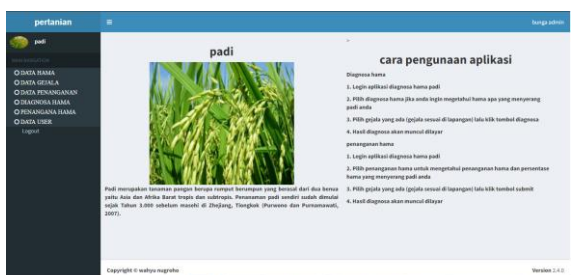 pertanian
bunga admin
padi
DATA HAMA
DATA GEJALA
DATA PENANGANAN
DIAGNOSA HAMA
PENANGANA HAMA
DATA USER
Logout
padi
Padi merupakan tanaman pangan berupa rumput berumpun yang berasal dari dua benua
yaitu Asia dan Afrika Barat tropis dan subtropis. Penanaman padi sendiri sudah dimulai
sejak Tahun 3.000 sebelum masehi di Zhejiang, Tiongkok (Purwono dan Purnamawati,
2007).
cara pengunaan aplikasi
Diagnosa hama
1. Login aplikasi diagnosa hama padi
2. Pilih diagnosa hama jika anda ingin megetahui hama apa yang menyerang
padi anda
3. Pilih gejala yang ada (gejala sesuai di lapangan) lalu klik tombol diagnosa
4. Hasil diagnosa akan muncul dilayar
penanganan hama
1. Login aplikasi diagnosa hama padi
2. Pilih penanganan hama untuk mengetahui penanganan hama dan persentase
hama yang menyerang padi anda
3. Pilih gejala yang ada (gejala sesuai di lapangan) lalu klik tombol submit
4. Hasil diagnosa akan muncul dilayar
Copyright © wahyu nugroho
Version 2.4.0